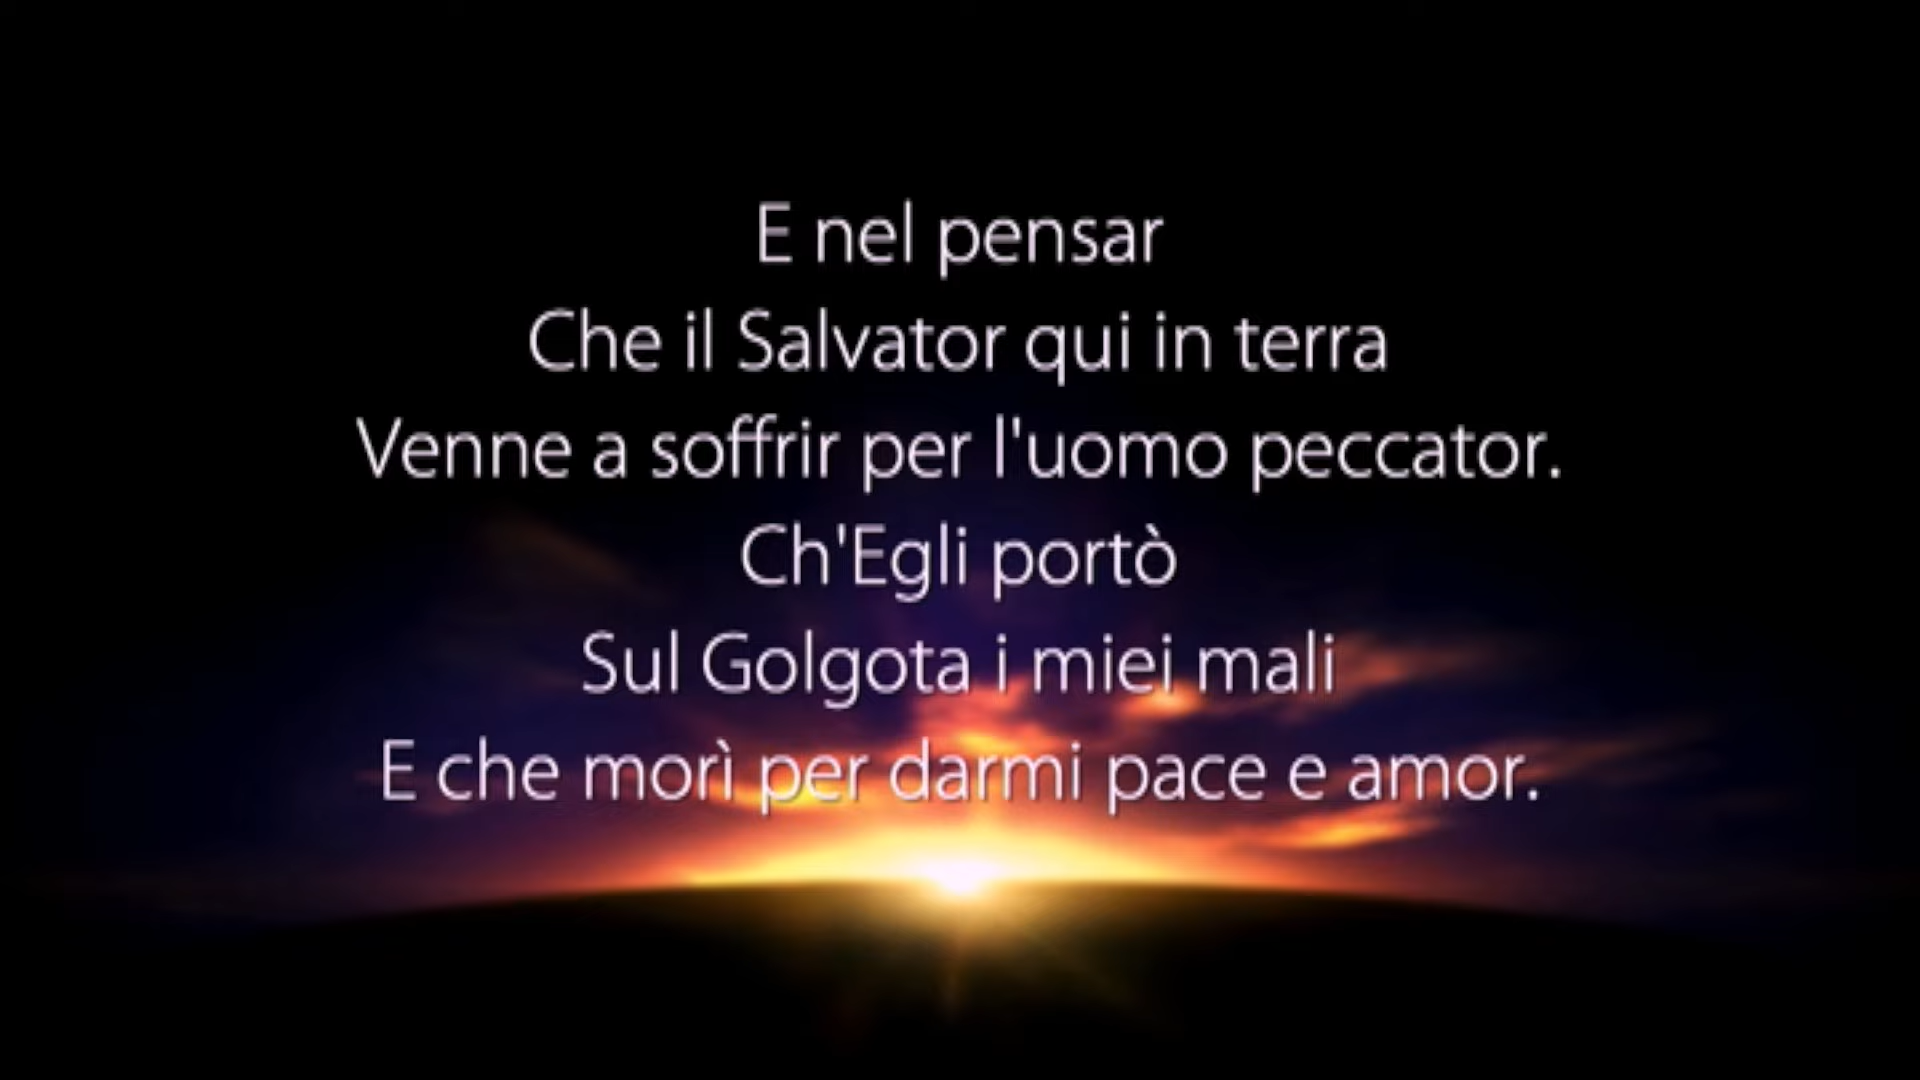 E nel pensar
Che il Salvator qui in terra
Venne a soffrir per l'uomo peccator.
Ch'Egli portò
Sul Golgota i miei mali
E che morì per darmi pace e amor.